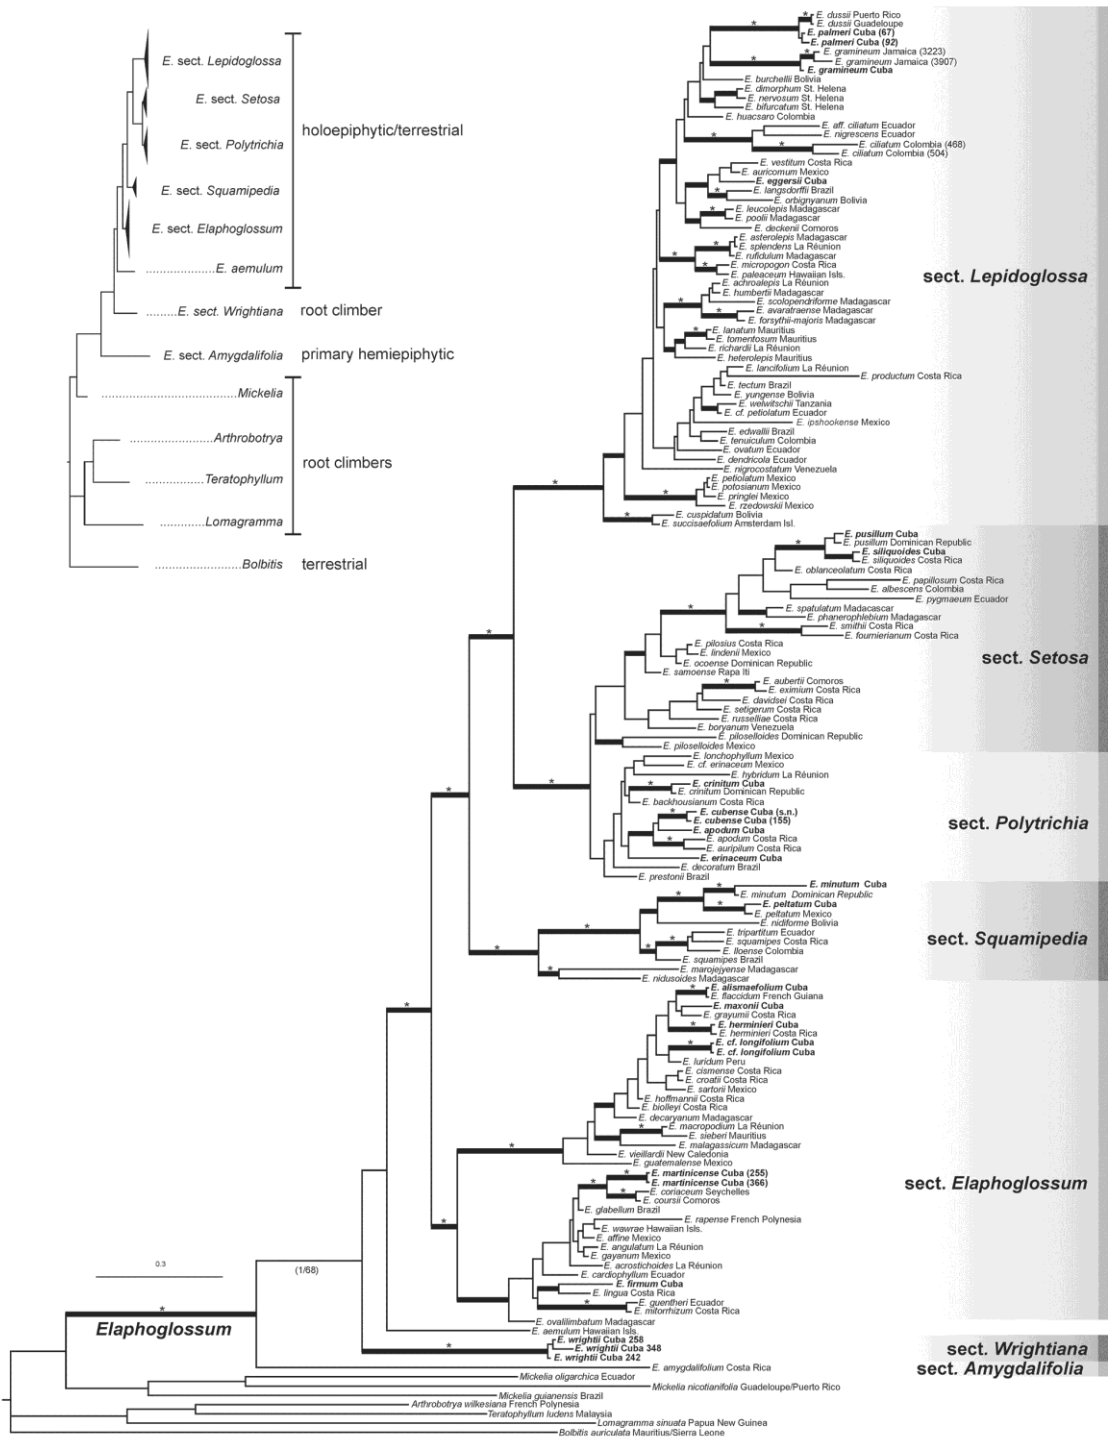 E. sect. Lepidoglossa
E. sect. Setosa
E. sect. Polytrichia
E. sect. Squamipedia
E. sect. Elaphoglossum
E. aemulum
holoepiphytic/terrestrial
E. sect. Wrightiana
root climber
E. sect. Amygdalifolia
primary hemiepiphytic
Mickelia
Arthrobotrya
Teratophyllum
Lomagramma
root climbers
Bolbitis
terrestrial
E. dussii Puerto Rico
E. dussii Guadeloupe
E. palmeri Cuba (67)
E. palmeri Cuba (92)
E. gramineum Jamaica (3223)
E. gramineum Jamaica (3907)
E. gramineum Cuba
E. burchellii Bolivia
E. dimorphum St. Helena
E. nervosum St. Helena
E. bifurcatum St. Helena
E. huacsaro Colombia
E. aff. ciliatum Ecuador
E. nigrescens Ecuador
E. ciliatum Colombia (468)
E. ciliatum Colombia (504)
E. vestitum Costa Rica
E. auricomum Mexico
E. eggersii Cuba
E. langsdorffii Brazil
E. orbignyanum Bolivia
E. leucolepis Madagascar
E. poolii Madagascar
E. deckenii Comoros
E. asterolepis Madagascar
E. splendens La Réunion
E. rufidulum Madagascar
E. micropogon Costa Rica
E. paleaceum Hawaiian Isls.
E. achroalepis La Réunion
E. humbertii Madagascar
E. scolopendriforme Madagascar
E. avaratraense Madagascar
E. forsythii-majoris Madagascar
E. lanatum Mauritius
E. tomentosum Mauritius
E. richardii La Réunion
E. heterolepis Mauritius
E. lancifolium La Réunion
E. productum Costa Rica
E. tectum Brazil
E. yungense Bolivia
E. welwitschii Tanzania
E. cf. petiolatum Ecuador
E. ipshookense Mexico
E. edwallii Brazil
E. tenuiculum Colombia
E. ovatum Ecuador
E. dendricola Ecuador
E. nigrocostatum Venezuela
E. petiolatum Mexico
E. potosianum Mexico
E. pringlei Mexico
E. rzedowskii Mexico
E. cuspidatum Bolivia
E. succisaefolium Amsterdam Isl.
sect. Lepidoglossa
E. pusillum Cuba
E. pusillum Dominican Republic
E. siliquoides Cuba
E. siliquoides Costa Rica
E. oblanceolatum Costa Rica
E. papillosum Costa Rica
E. albescens Colombia
E. pygmaeum Ecuador
E. spatulatum Madacascar
E. phanerophlebium Madagascar
E. smithii Costa Rica
E. fournierianum Costa Rica
E. pilosius Costa Rica
E. lindenii Mexico
E. ocoense Dominican Republic
E. samoense Rapa Iti
E. aubertii Comoros
E. eximium Costa Rica
E. davidsei Costa Rica
E. setigerum Costa Rica
E. russelliae Costa Rica
E. boryanum Venezuela
E. piloselloides Dominican Republic
E. piloselloides Mexico
sect. Setosa
E. lonchophyllum Mexico
E. cf. erinaceum Mexico
E. hybridum La Réunion
E. crinitum Cuba
E. crinitum Dominican Republic
E. backhousianum Costa Rica
E. cubense Cuba (s.n.)
E. cubense Cuba (155)
E. apodum Cuba
E. apodum Costa Rica
E. auripilum Costa Rica
E. erinaceum Cuba
E. decoratum Brazil
E. prestonii Brazil
sect. Polytrichia
E. minutum Cuba
E. minutum Dominican Republic
E. peltatum Cuba
E. peltatum Mexico
E. nidiforme Bolivia
E. tripartitum Ecuador
E. squamipes Costa Rica
E. lloense Colombia
E. squamipes Brazil
E. marojejyense Madagascar
E. nidusoides Madagascar
sect. Squamipedia
E. alismaefolium Cuba
E. flaccidum French Guiana
E. maxonii Cuba
E. grayumii Costa Rica
E. herminieri Cuba
E. herminieri Costa Rica
E. cf. longifolium Cuba
E. cf. longifolium Cuba
E. luridum Peru
E. cismense Costa Rica
E. croatii Costa Rica
E. sartorii Mexico
E. hoffmannii Costa Rica
E. biolleyi Costa Rica
E. decaryanum Madagascar
E. macropodium La Réunion
E. sieberi Mauritius
E. malagassicum Madagascar
E. vieillardii New Caledonia
E. guatemalense Mexico
E. martinicense Cuba (255)
E. martinicense Cuba (366)
E. coriaceum Seychelles
E. coursii Comoros
E. glabellum Brazil
E. rapense French Polynesia
E. wawrae Hawaiian Isls.
E. affine Mexico
E. angulatum La Réunion
E. gayanum Mexico
E. acrostichoides La Réunion
E. cardiophyllum Ecuador
E. firmum Cuba
E. lingua Costa Rica
E. guentheri Ecuador
E. mitorrhizum Costa Rica
E. ovalilimbatum Madagascar
E. aemulum Hawaiian Isls.
sect. Elaphoglossum
E. wrightii Cuba 258
E. wrightii Cuba 348
E. wrightii Cuba 242
sect. Wrightiana
E. amygdalifolium Costa Rica
sect. Amygdalifolia
0.3
(1/68)
Elaphoglossum
Mickelia oligarchica Ecuador
Mickelia nicotianifolia Guadeloupe/Puerto Rico
Mickelia guianensis Brazil
Arthrobotrya wilkesiana French Polynesia
Teratophyllum ludens Malaysia
Lomagramma sinuata Papua New Guinea
Bolbitis auriculata Mauritius/Sierra Leone